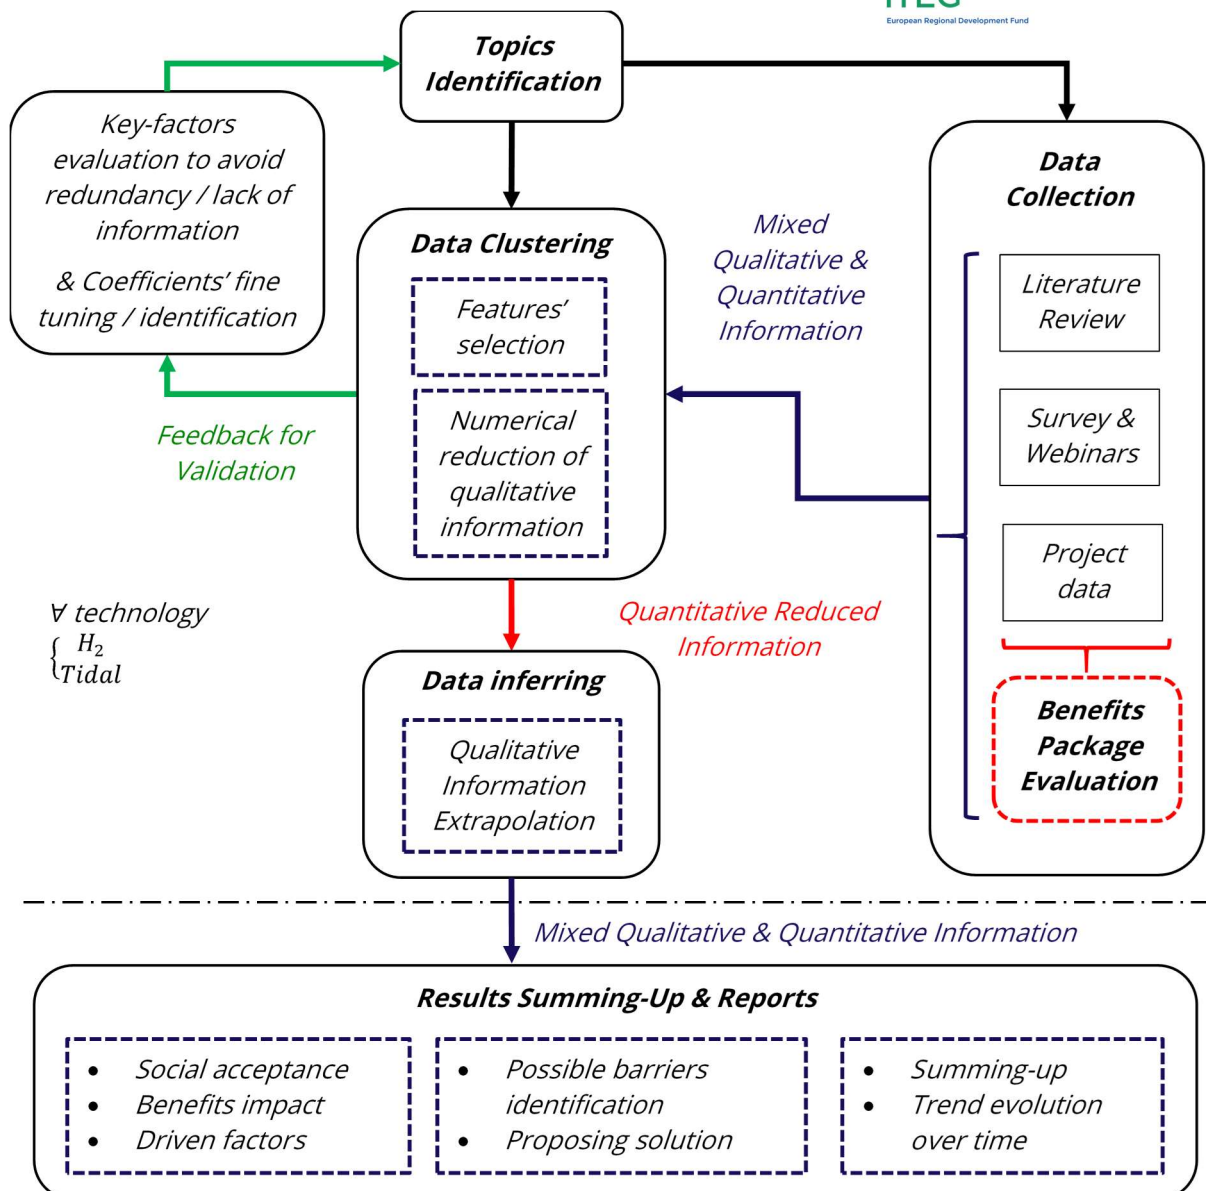 ITEG
European Regional Development Fund
Topics
Identification
Key-factors
evaluation to avoid
redundancy / lack of
information
& Coefficients’ fine
tuning / identification
Data Clustering
Features’
selection
Numerical
reduction of
qualitative
information
Mixed
Qualitative &
Quantitative
Information
Data
Collection
Literature
Review
Survey &
Webinars
Project
data
Benefits
Package
Evaluation
Feedback for
Validation
∀ technology
{ H₂
Tidal
Quantitative Reduced
Information
Data inferring
Qualitative
Information
Extrapolation
Mixed Qualitative & Quantitative Information
Results Summing-Up & Reports
• Social acceptance
• Benefits impact
• Driven factors
• Possible barriers
identification
• Proposing solution
• Summing-up
• Trend evolution
over time